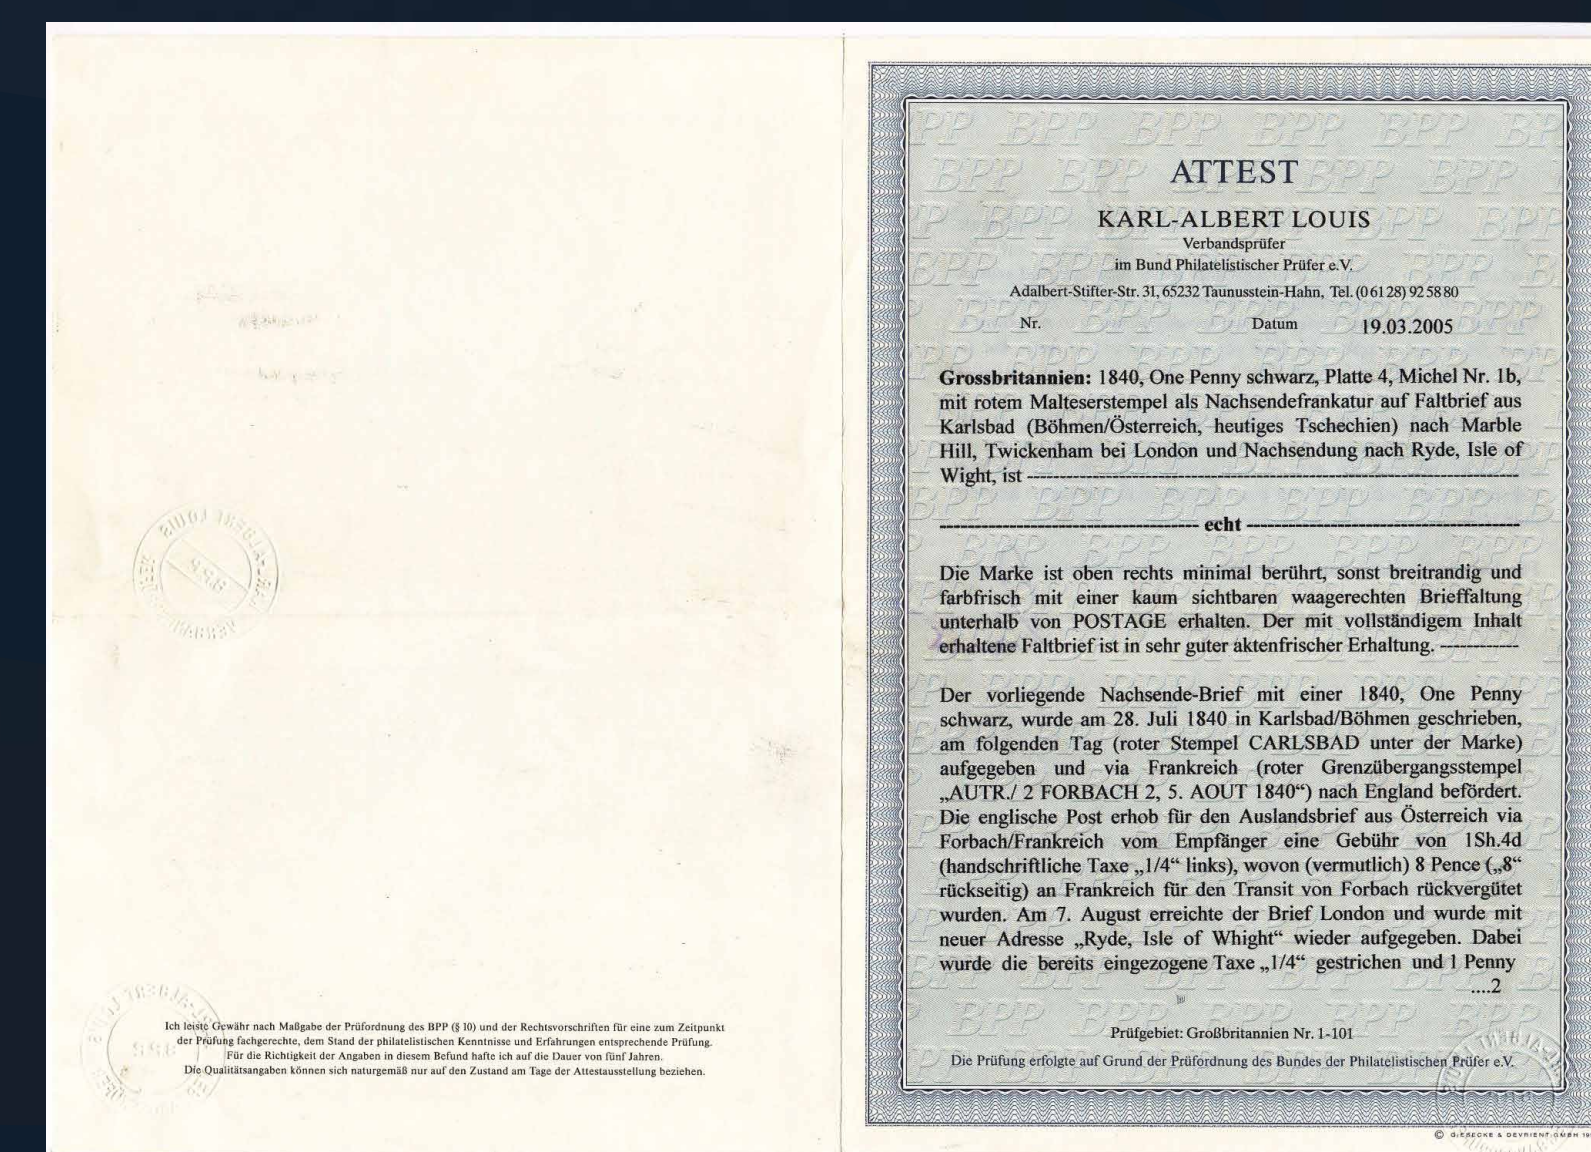 Ich leiste Gewähr nach Maßgabe der Prüfordnung des BPP (§ 10) und der Rechtsvorschriften für eine zum Zeitpunkt
der Prüfung fachgerechte, dem Stand der philatelistischen Kenntnisse und Erfahrungen entsprechende Prüfung.
Für die Richtigkeit der Angaben in diesem Befund hafte ich auf die Dauer von fünf Jahren.
Die Qualitätsangaben können sich naturgemäß nur auf den Zustand am Tage der Attestausstellung beziehen.
ATTEST
KARL-ALBERT LOUIS
Verbandsprüfer
im Bund Philatelistischer Prüfer e.V.
Adalbert-Stifter-Str. 31, 65232 Taunusstein-Hahn, Tel. (0 61 28) 92 58 80
Nr. Datum 19.03.2005
Grossbritannien: 1840, One Penny schwarz, Platte 4, Michel Nr. 1b,
mit rotem Malteserstempel als Nachsendefrankatur auf Faltbrief aus
Karlsbad (Böhmen/Österreich, heutiges Tschechien) nach Marble
Hill, Twickenham bei London und Nachsendung nach Ryde, Isle of
Wight, ist
echt
Die Marke ist oben rechts minimal berührt, sonst breitrandig und
farbfrisch mit einer kaum sichtbaren waagerechten Brieffaltung
unterhalb von POSTAGE erhalten. Der mit vollständigem Inhalt
erhaltene Faltbrief ist in sehr guter aktenfrischer Erhaltung.
Der vorliegende Nachsende-Brief mit einer 1840, One Penny
schwarz, wurde am 28. Juli 1840 in Karlsbad/Böhmen geschrieben,
am folgenden Tag (roter Stempel CARLSBAD unter der Marke)
aufgegeben und via Frankreich (roter Grenzübergangsstempel
„AUTR./ 2 FORBACH 2, 5. AOUT 1840“) nach England befördert.
Die englische Post erhob für den Auslandsbrief aus Österreich via
Forbach/Frankreich vom Empfänger eine Gebühr von 1Sh.4d
(handschriftliche Taxe „1/4“ links), wovon (vermutlich) 8 Pence („8“
rückseitig) an Frankreich für den Transit von Forbach rückvergütet
wurden. Am 7. August erreichte der Brief London und wurde mit
neuer Adresse „Ryde, Isle of Whight“ wieder aufgegeben. Dabei
wurde die bereits eingezogene Taxe „1/4“ gestrichen und 1 Penny
....2
Prüfgebiet: Großbritannien Nr. 1-101
Die Prüfung erfolgte auf Grund der Prüfordnung des Bundes der Philatelistischen Prüfer e.V.
© GIESECKE & DEVRIENT GMBH